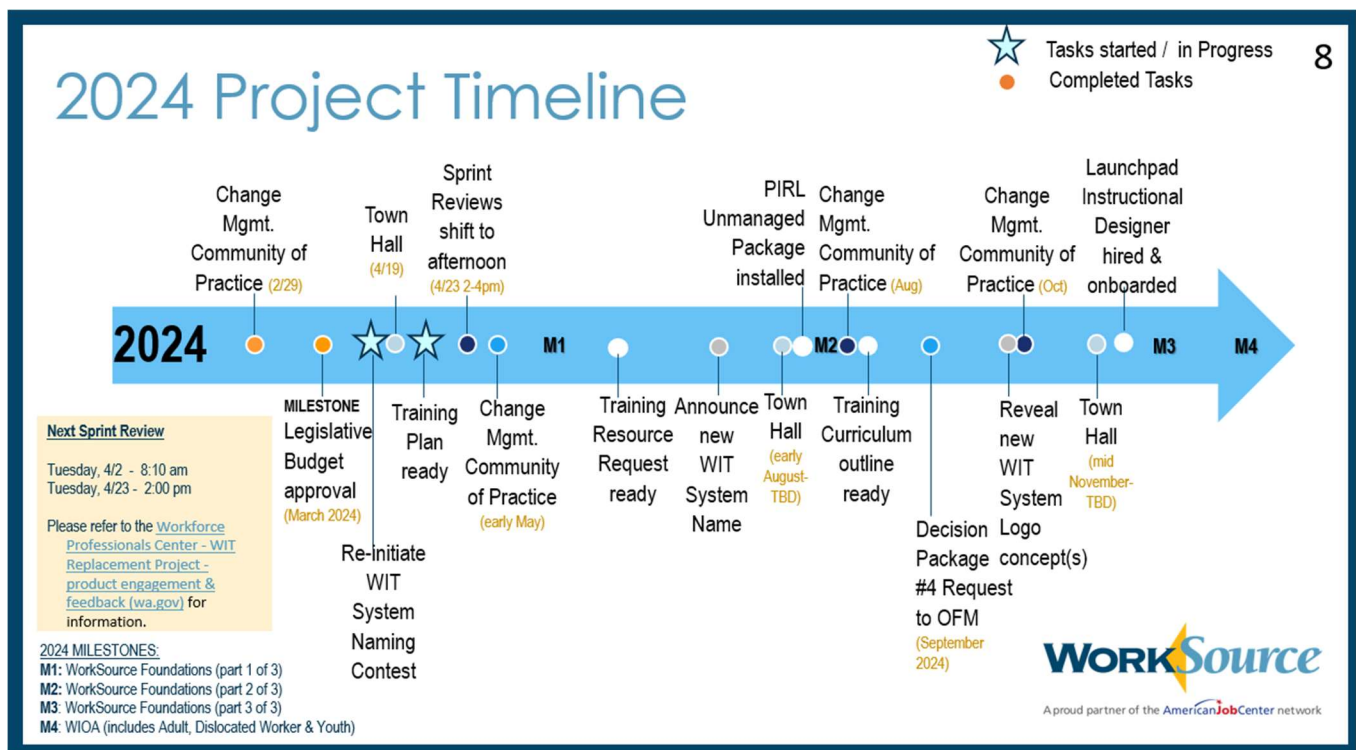 Tasks started / in Progress
Completed Tasks
8
2024 Project Timeline
Change
Mgmt.
Community of
Practice (2/29)
Town
Hall
(4/19)
Sprint
Reviews
shift to
afternoon
(4/23 2-4pm)
PIRL
Unmanaged
Package
installed
Change
Mgmt.
Community of
Practice (Aug)
Change
Mgmt.
Community of
Practice (Oct)
Launchpad
Instructional
Designer
hired &
onboarded
2024
M1
M2
M3
M4
MILESTONE
Legislative
Budget
approval
(March 2024)
Re-initiate
WIT
System
Naming
Contest
Training
Plan
ready
Change
Mgmt.
Community
of Practice
(early May)
Training
Resource
Request
ready
Announce
new
WIT
System
Name
Town
Hall
(early
August-
TBD)
Training
Curriculum
outline
ready
Decision
Package
#4 Request
to OFM
(September
2024)
Reveal
new
WIT
System
Logo
concept(s)
Town
Hall
(mid
November-
TBD)
Next Sprint Review
Tuesday, 4/2 - 8:10 am
Tuesday, 4/23 - 2:00 pm
Please refer to the Workforce
Professionals Center - WIT
Replacement Project -
product engagement &
feedback (wa.gov) for
information.
2024 MILESTONES:
M1: WorkSource Foundations (part 1 of 3)
M2: WorkSource Foundations (part 2 of 3)
M3: WorkSource Foundations (part 3 of 3)
M4: WIOA (includes Adult, Dislocated Worker & Youth)
WorkSource
A proud partner of the AmericanJobCenter network